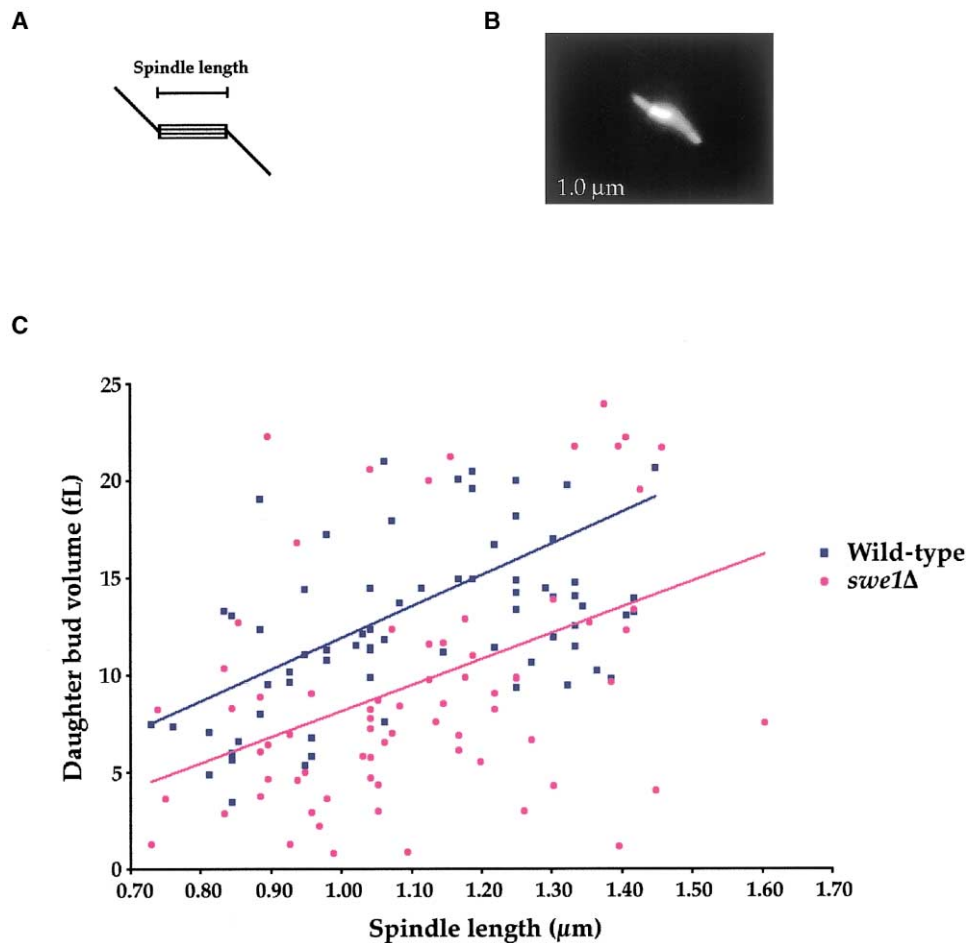 A
B
Spindle length
1.0 μm
C
Daughter bud volume (fL)
25
20
15
10
5
0
0.70 0.80 0.90 1.00 1.10 1.20 1.30 1.40 1.50 1.60 1.70
Spindle length (μm)
Wild-type
swe1Δ